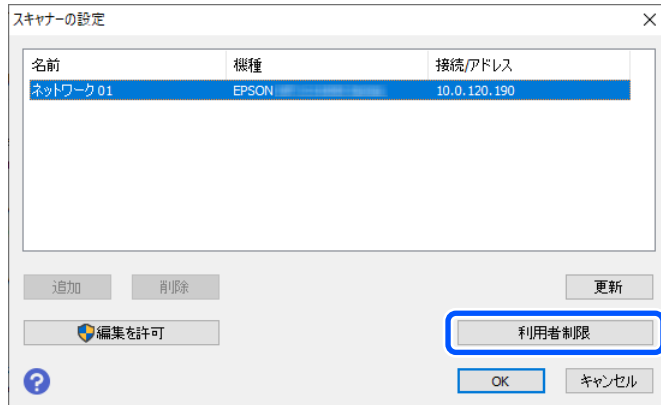 スキャナーの設定
名前 機種 接続/アドレス
ネットワーク01 EPSON 10.0.120.190
追加 削除 更新
編集を許可 利用者制限
OK キャンセル